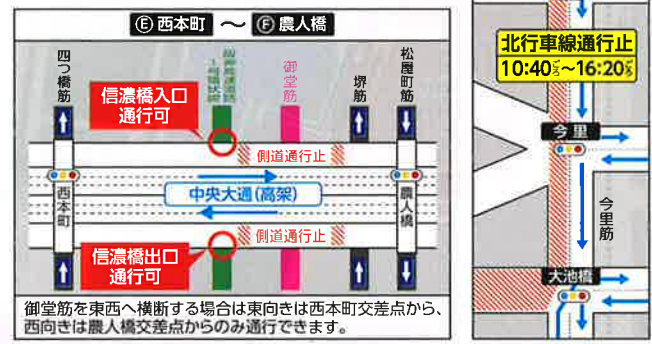 Ⓔ西本町 ～ Ⓕ農人橋
四つ橋筋
阪神高速道路
1号環状線
御堂筋
堺筋
松屋町筋
信濃橋入口
通行可
側道通行止
西本町
中央大通(高架)
農人橋
側道通行止
信濃橋出口
通行可
御堂筋を東西へ横断する場合は東向きは西本町交差点から、
西向きは農人橋交差点からのみ通行できます。
北行車線通行止
10:40ごろ～16:20ごろ
今里
今里筋
大池橋